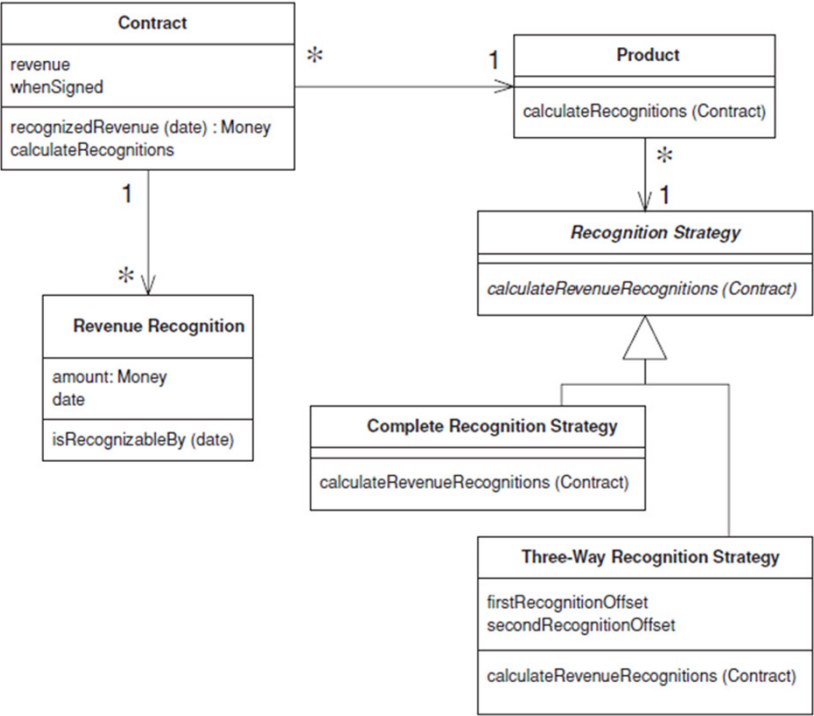 Contract
revenue
whenSigned
recognizedRevenue (date) : Money
calculateRecognitions
*
1
Product
calculateRecognitions (Contract)
*
1
1
*
Recognition Strategy
calculateRevenueRecognitions (Contract)
Revenue Recognition
amount: Money
date
isRecognizableBy (date)
Complete Recognition Strategy
calculateRevenueRecognitions (Contract)
Three-Way Recognition Strategy
firstRecognitionOffset
secondRecognitionOffset
calculateRevenueRecognitions (Contract)